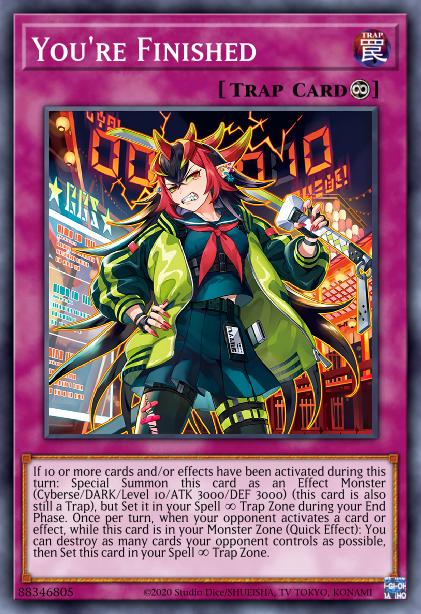 You're Finished
TRAP
罠
[Trap Card∞]
If 10 or more cards and/or effects have been activated during this
turn: Special Summon this card as an Effect Monster
(Cyberse/DARK/Level 10/ATK 3000/DEF 3000) (this card is also
still a Trap), but Set it in your Spell & Trap Zone during your End
Phase. Once per turn, when your opponent activates a card or
effect, while this card is in your Monster Zone (Quick Effect): You
can destroy as many cards your opponent controls as possible,
then Set this card in your Spell & Trap Zone.
88346805
©2020 Studio Dice/SHUEISHA, TV TOKYO, KONAMI